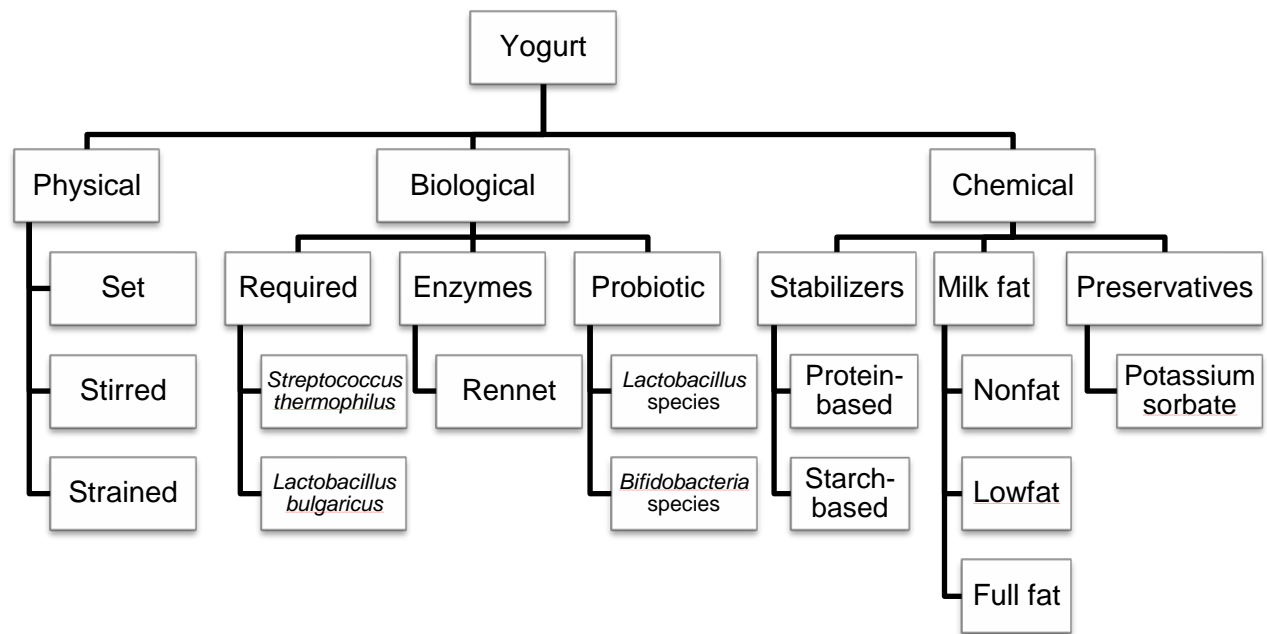 Yogurt
Physical
Biological
Chemical
Set
Required
Enzymes
Probiotic
Stabilizers
Milk fat
Preservatives
Stirred
Streptococcus
thermophilus
Rennet
Lactobacillus
species
Protein-
based
Nonfat
Potassium
sorbate
Strained
Lactobacillus
bulgaricus
Bifidobacteria
species
Starch-
based
Lowfat
Full fat